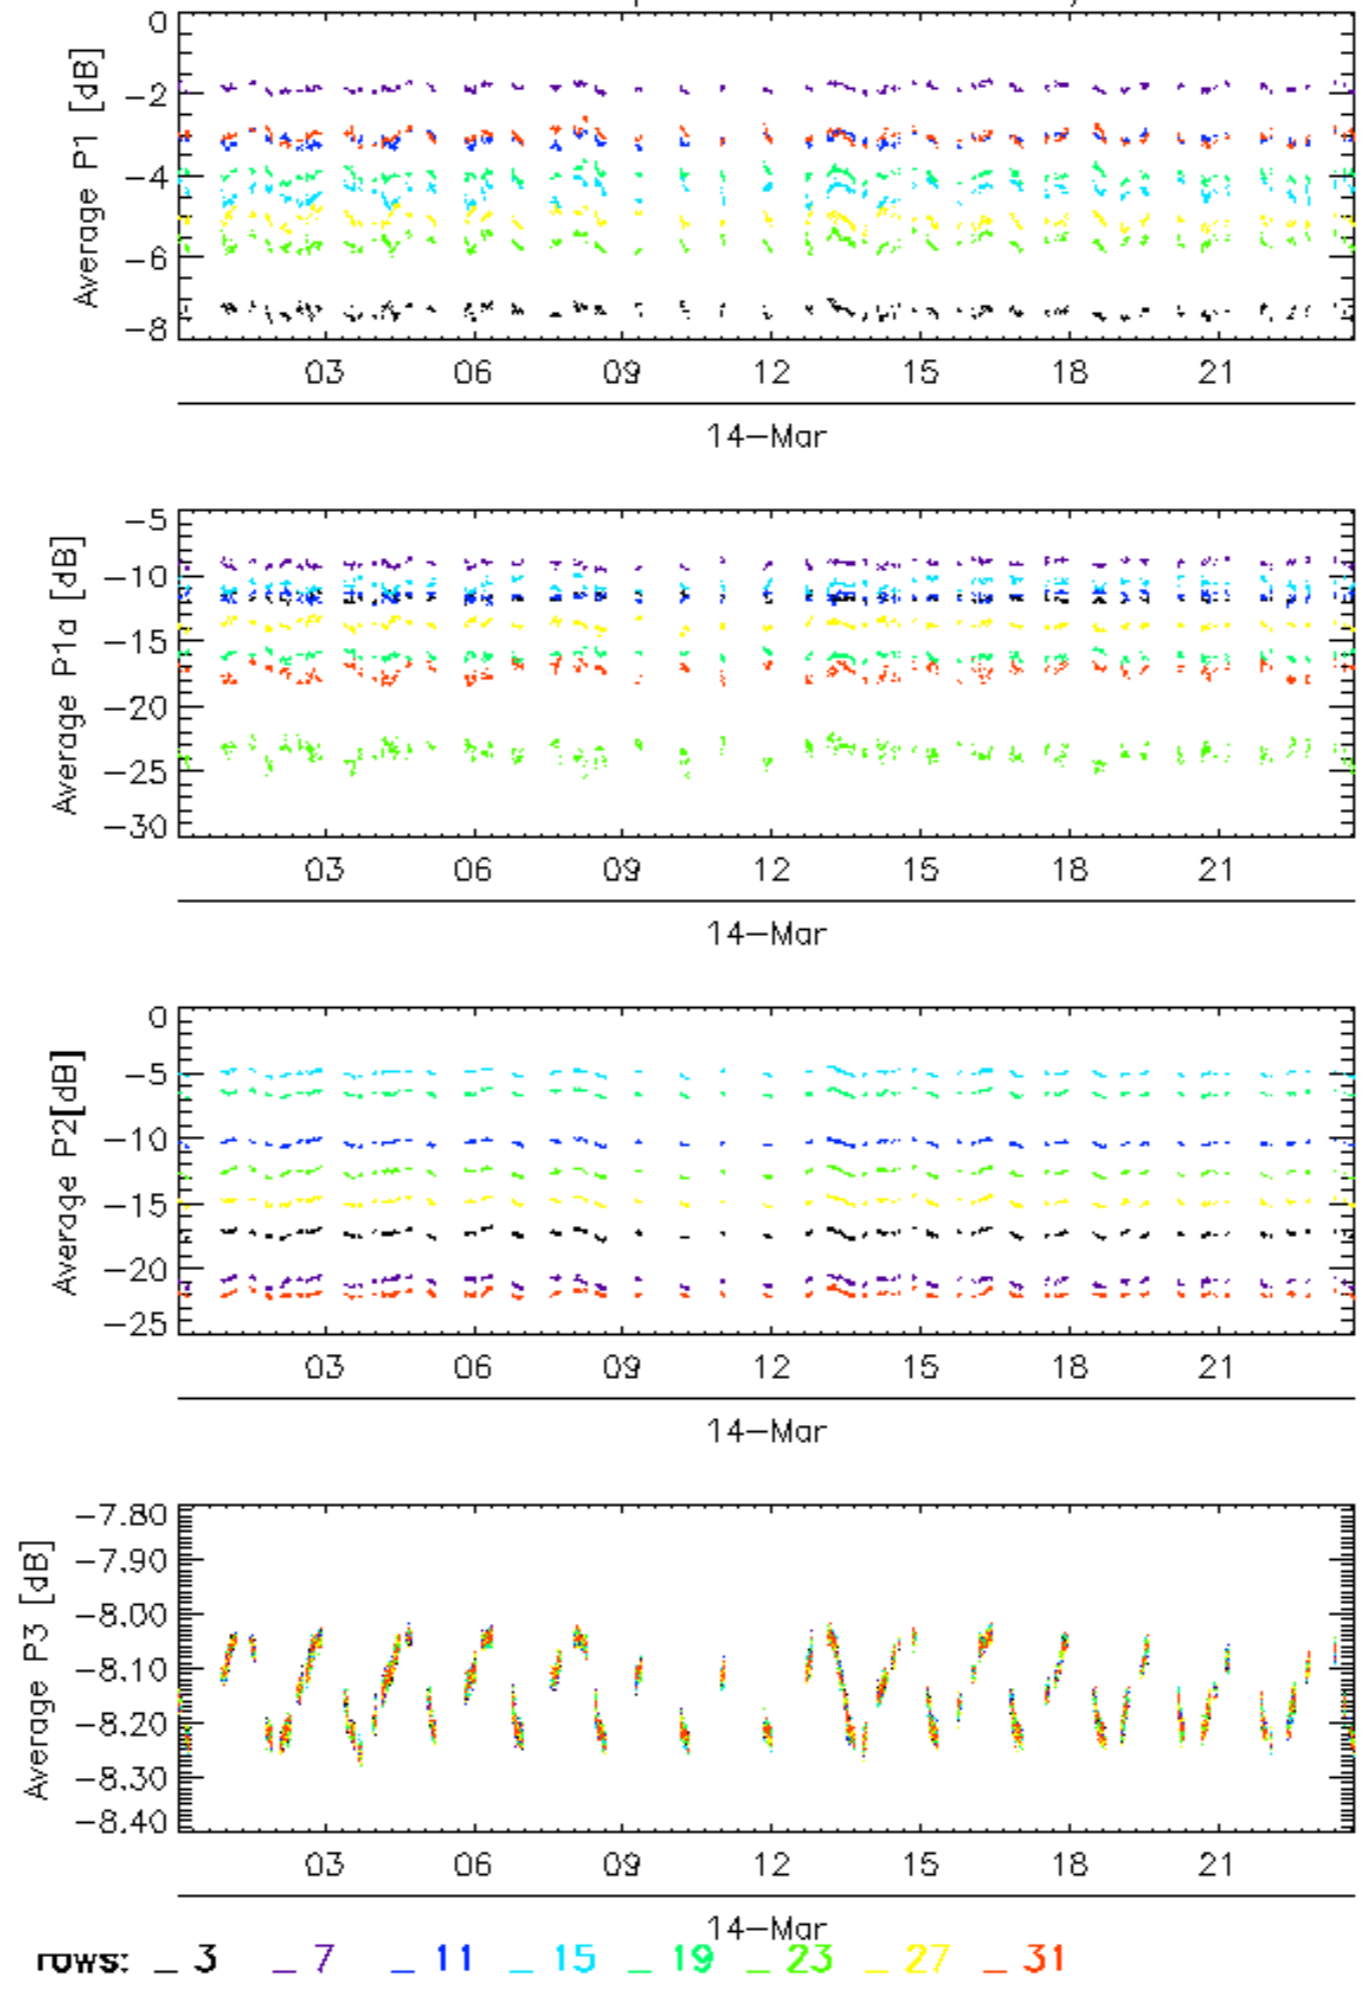 0
−2
−4
−6
−8
Average P1 [dB]
03 06 09 12 15 18 21
14−Mar
−5
−10
−15
−20
−25
−30
Average P1a [dB]
03 06 09 12 15 18 21
14−Mar
0
−5
−10
−15
−20
−25
Average P2[dB]
03 06 09 12 15 18 21
14−Mar
−7.80
−7.90
−8.00
−8.10
−8.20
−8.30
−8.40
Average P3 [dB]
03 06 09 12 15 18 21
14−Mar
rows: _ 3 _ 7 _ 11 _ 15 _ 19 _ 23 _ 27 _ 31